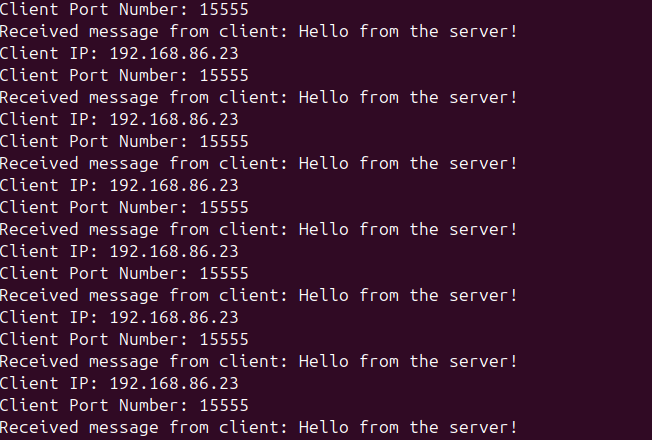 Client Port Number: 15555
Received message from client: Hello from the server!
Client IP: 192.168.86.23
Client Port Number: 15555
Received message from client: Hello from the server!
Client IP: 192.168.86.23
Client Port Number: 15555
Received message from client: Hello from the server!
Client IP: 192.168.86.23
Client Port Number: 15555
Received message from client: Hello from the server!
Client IP: 192.168.86.23
Client Port Number: 15555
Received message from client: Hello from the server!
Client IP: 192.168.86.23
Client Port Number: 15555
Received message from client: Hello from the server!
Client IP: 192.168.86.23
Client Port Number: 15555
Received message from client: Hello from the server!